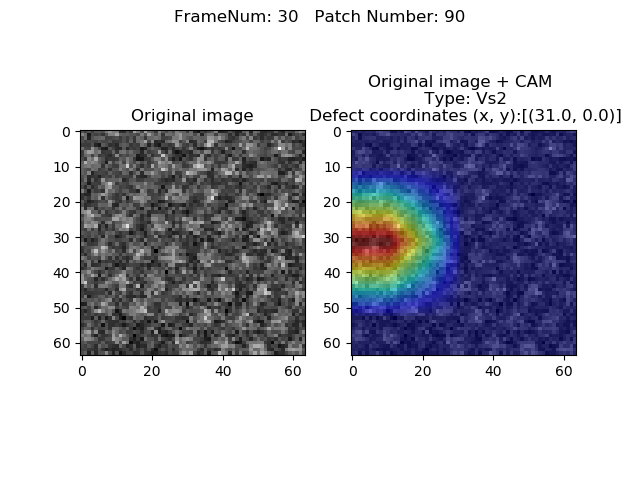 FrameNum: 30   Patch Number: 90
Original image
Original image + CAM
Type: Vs2
Defect coordinates (x, y):[(31.0, 0.0)]
0
10
20
30
40
50
60
0 20 40 60
0
10
20
30
40
50
60
0 20 40 60